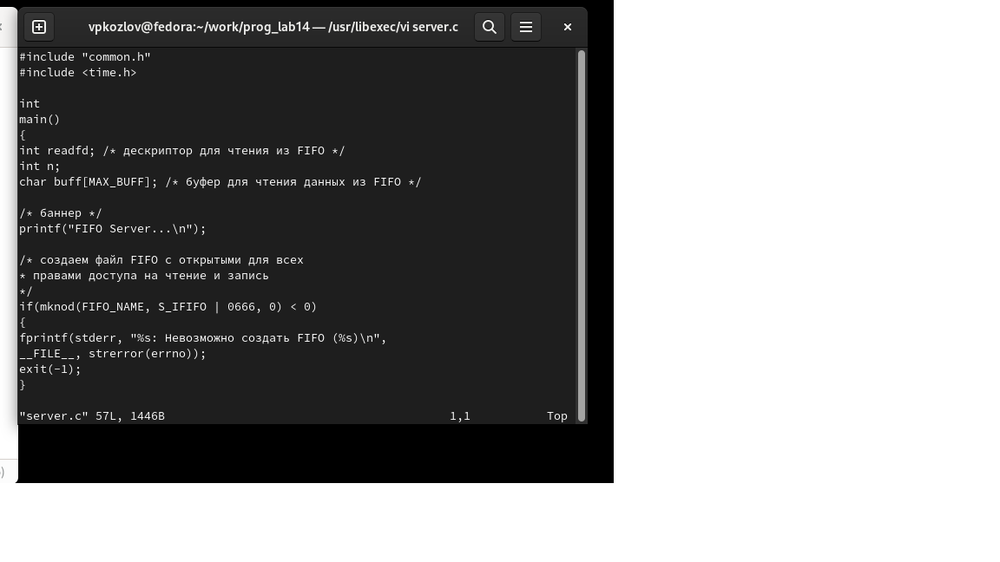 vpkozlov@fedora:~/work/prog_lab14 — /usr/libexec/vi server.c
#include "common.h"
#include <time.h>
int
main()
{
int readfd; /* дескриптор для чтения из FIFO */
int n;
char buff[MAX_BUFF]; /* буфер для чтения данных из FIFO */
/* баннер */
printf("FIFO Server...\n");
/* создаем файл FIFO с открытыми для всех
* правами доступа на чтение и запись
*/
if(mknod(FIFO_NAME, S_IFIFO | 0666, 0) < 0)
{
fprintf(stderr, "%s: Невозможно создать FIFO (%s)\n",
__FILE__, strerror(errno));
exit(-1);
}
"server.c" 57L, 1446B 1,1 Top